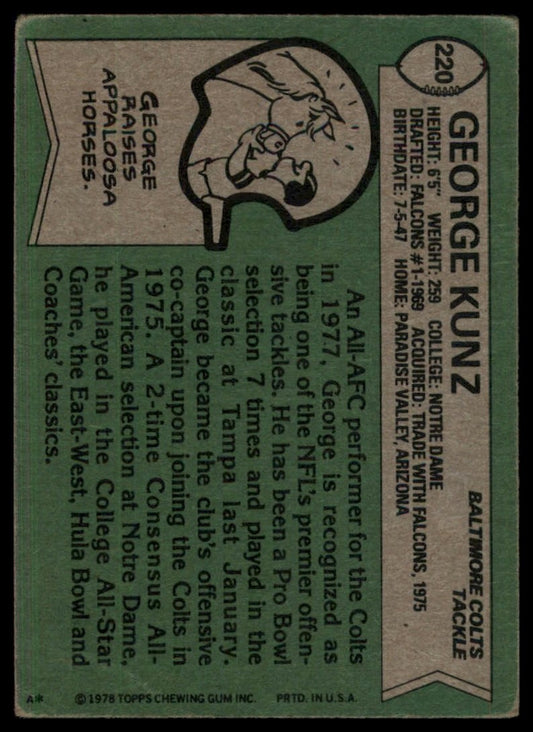 220
GEORGE KUNZ
BALTIMORE COLTS
TACKLE
HEIGHT: 6'5" WEIGHT: 259 COLLEGE: NOTRE DAME
DRAFTED: FALCONS #1-1969 ACQUIRED: TRADE WITH FALCONS, 1975
BIRTHDATE: 7-5-47 HOME: PARADISE VALLEY, ARIZONA
GEORGE
RAISES
APPALOOSA
HORSES.
An All-AFC performer for the Colts
in 1977, George is recognized as
being one of the NFL's premier offen-
sive tackles. He has been a Pro Bowl
selection 7 times and played in the
classic at Tampa last January.
George became the club's offensive
co-captain upon joining the Colts in
1975. A 2-time Consensus All-
American selection at Notre Dame,
he played in the College All-Star
Game, the East-West, Hula Bowl and
Coaches' classics.
A*
© 1978 TOPPS CHEWING GUM INC. PRTD. IN U.S.A.